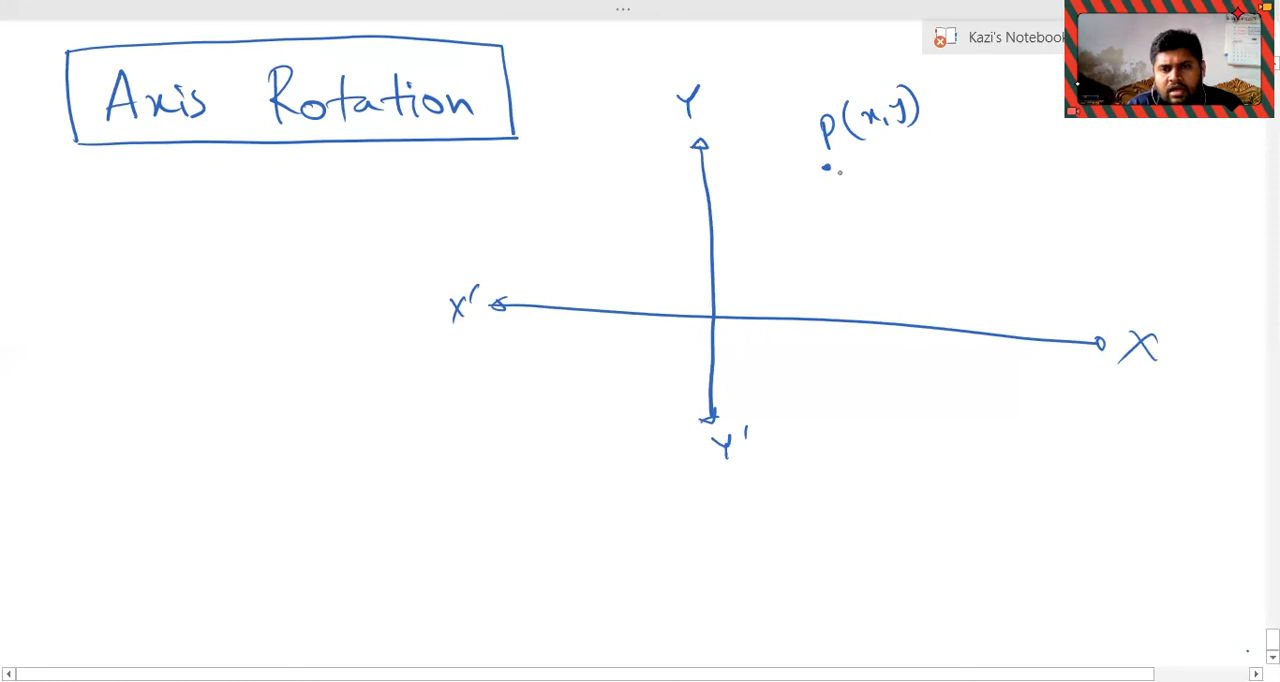 Kazi's Notebook
Axis Rotation
Y
P(x,y)
X'
X
Y'